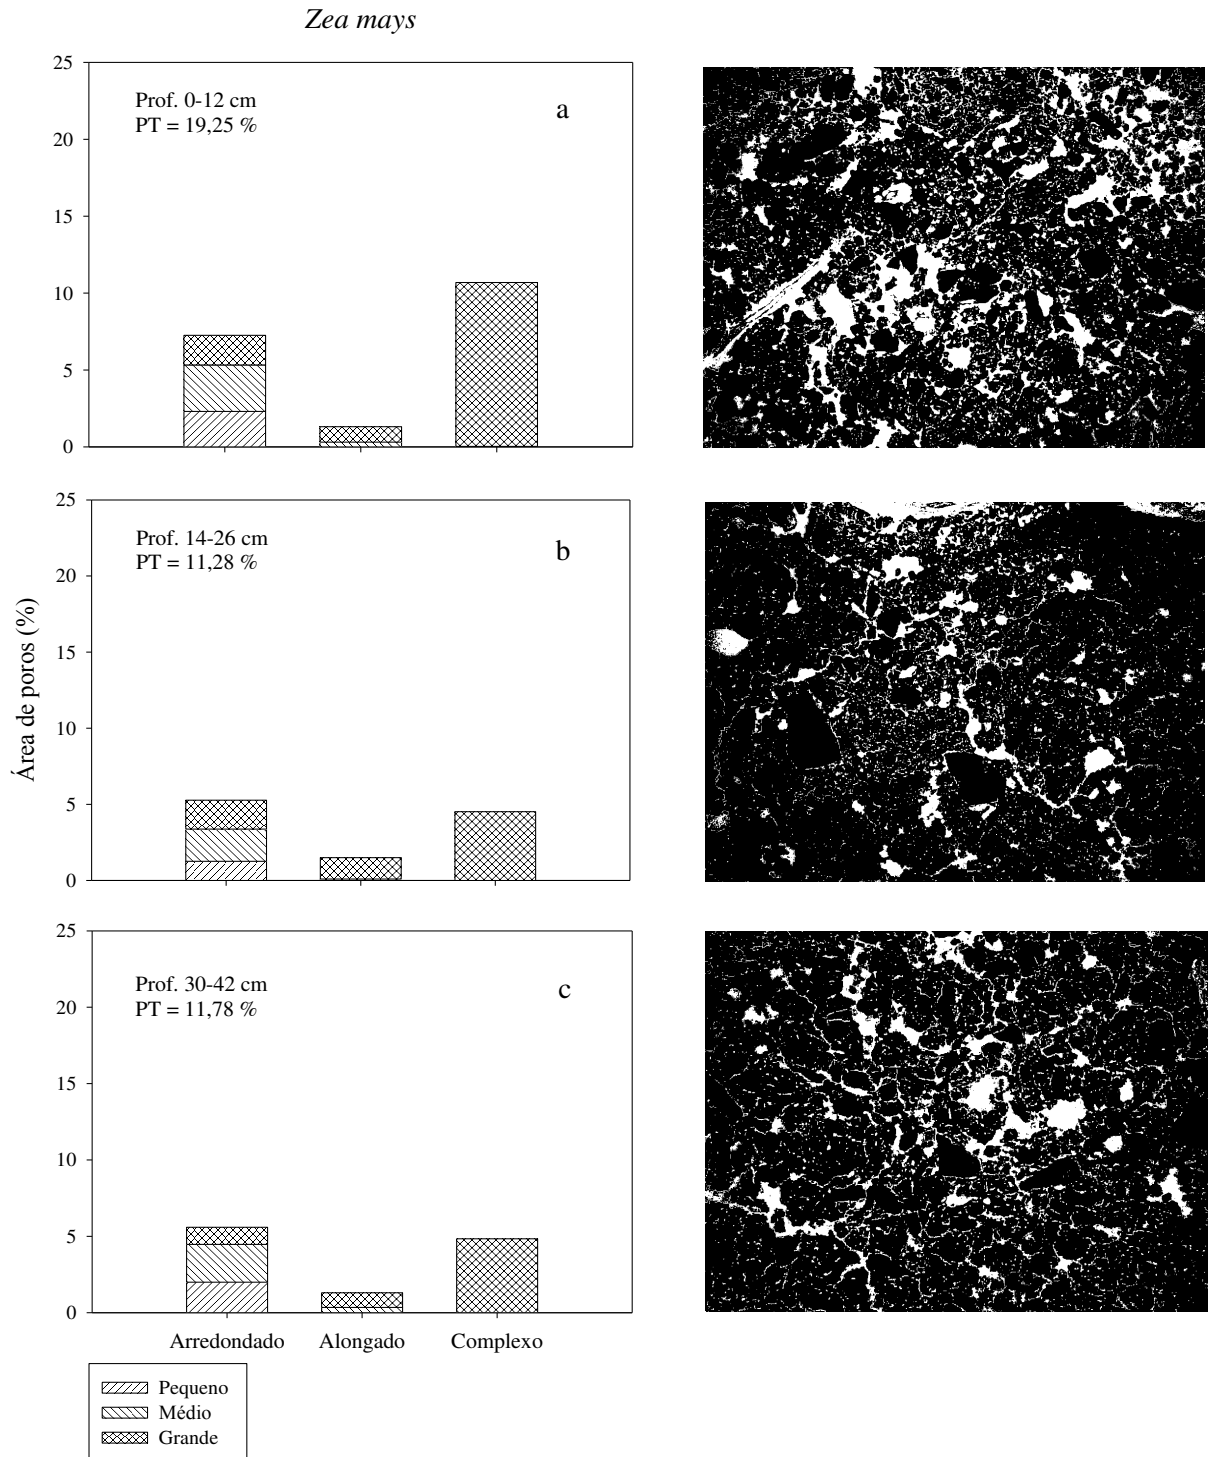 Zea mays
25
20
15
10
5
0
Prof. 0-12 cm
PT = 19,25 %
a
25
20
15
10
5
0
Prof. 14-26 cm
PT = 11,28 %
b
Área de poros (%)
25
20
15
10
5
0
Prof. 30-42 cm
PT = 11,78 %
c
Arredondado Alongado Complexo
Pequeno
Médio
Grande